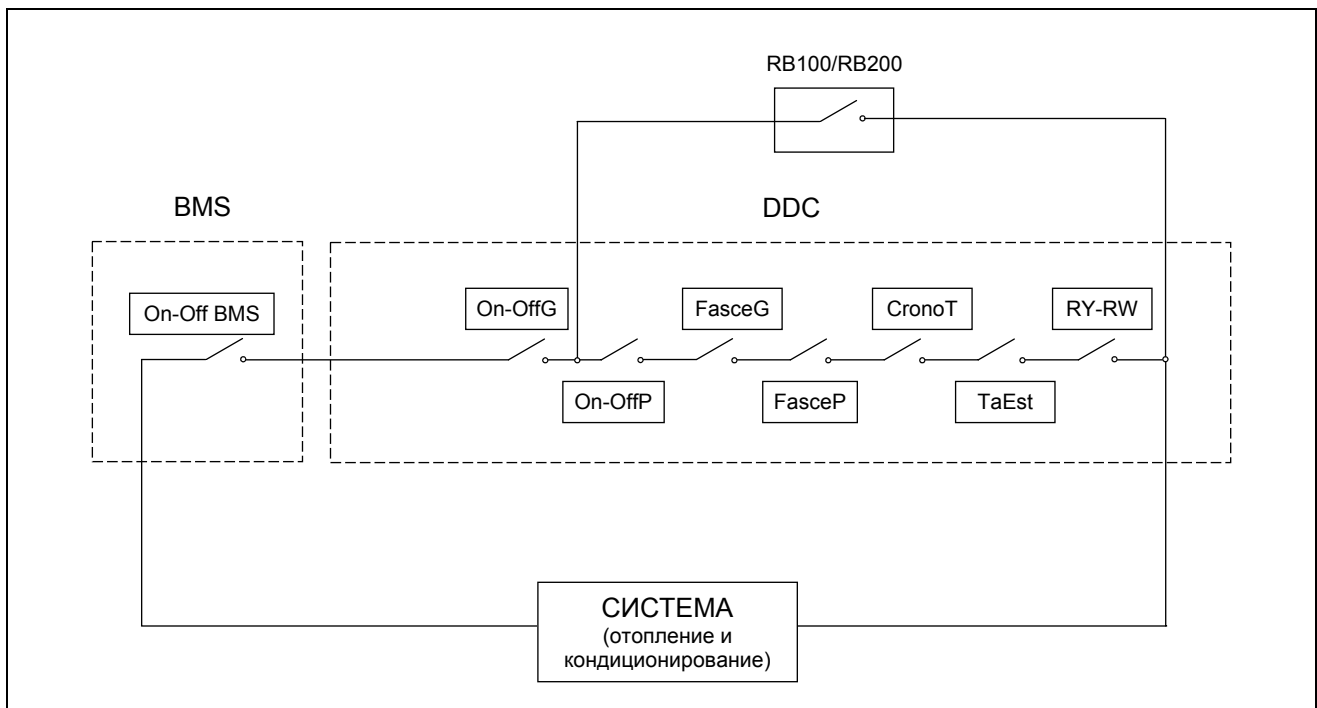 RB100/RB200
BMS
DDC
On-Off BMS
On-OffG
FasceG
CronoT
RY-RW
On-OffP
FasceP
TaEst
СИСТЕМА
(отопление и
кондиционирование)